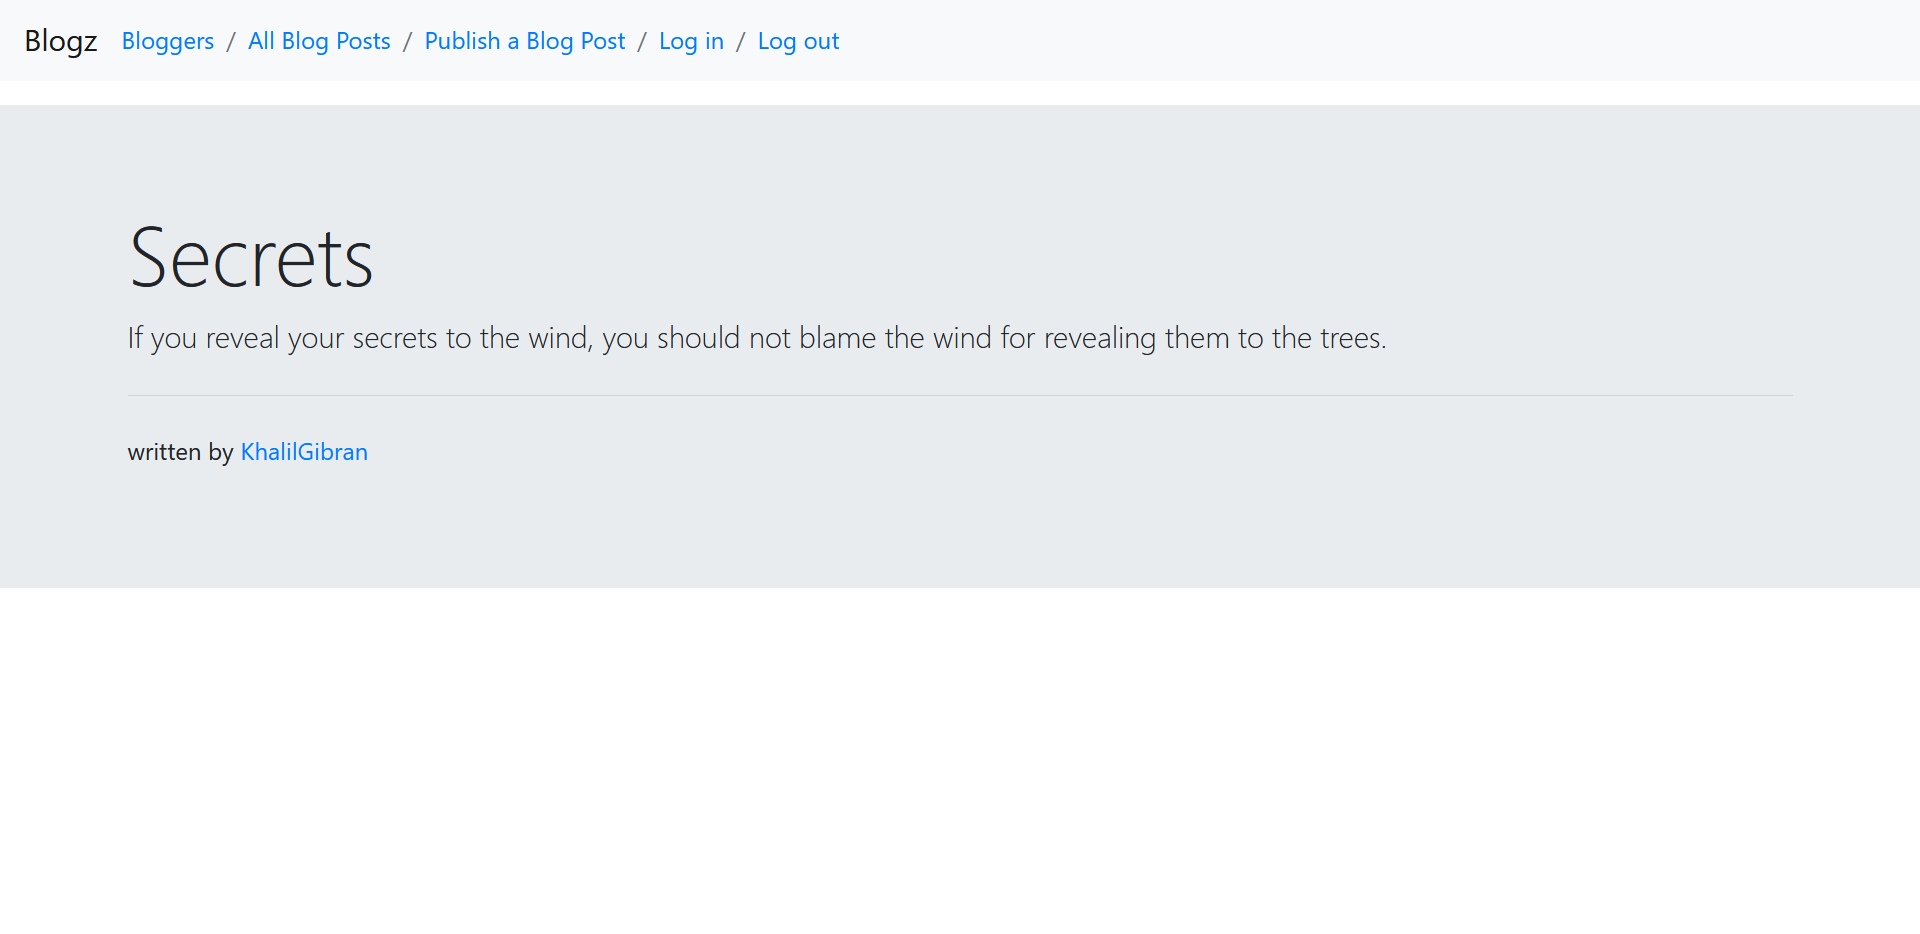 Blogz Bloggers / All Blog Posts / Publish a Blog Post / Log in / Log out
Secrets
If you reveal your secrets to the wind, you should not blame the wind for revealing them to the trees.
written by KhalilGibran